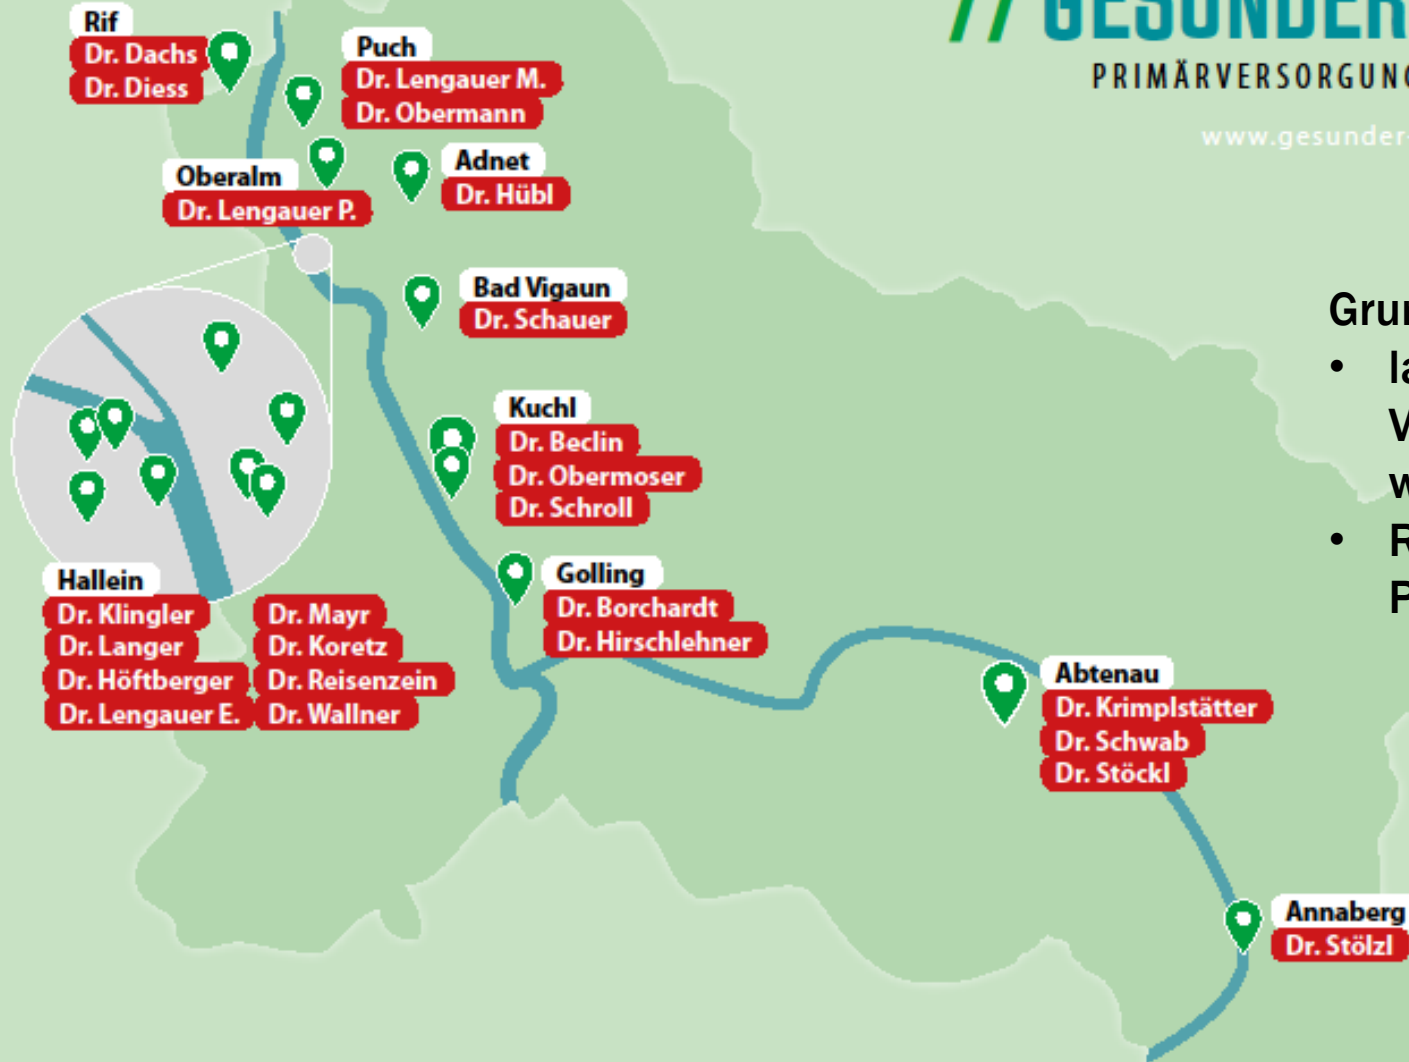 Rif
Dr. Dachs
Dr. Diess
Puch
Dr. Lengauer M.
Dr. Obermann
Oberalm
Dr. Lengauer P.
Adnet
Dr. Hübl
Bad Vigaun
Dr. Schauer
Kuchl
Dr. Beclin
Dr. Obermoser
Dr. Schroll
Golling
Dr. Borchardt
Dr. Hirschlehner
Hallein
Dr. Klingler
Dr. Langer
Dr. Höftberger
Dr. Lengauer E.
Dr. Mayr
Dr. Koretz
Dr. Reisenzein
Dr. Wallner
Abtenau
Dr. Krimplstätter
Dr. Schwab
Dr. Stöckl
Annaberg
Dr. Stölzl
// GESUNDER
PRIMÄRVERSORGUNG
www.gesunder-